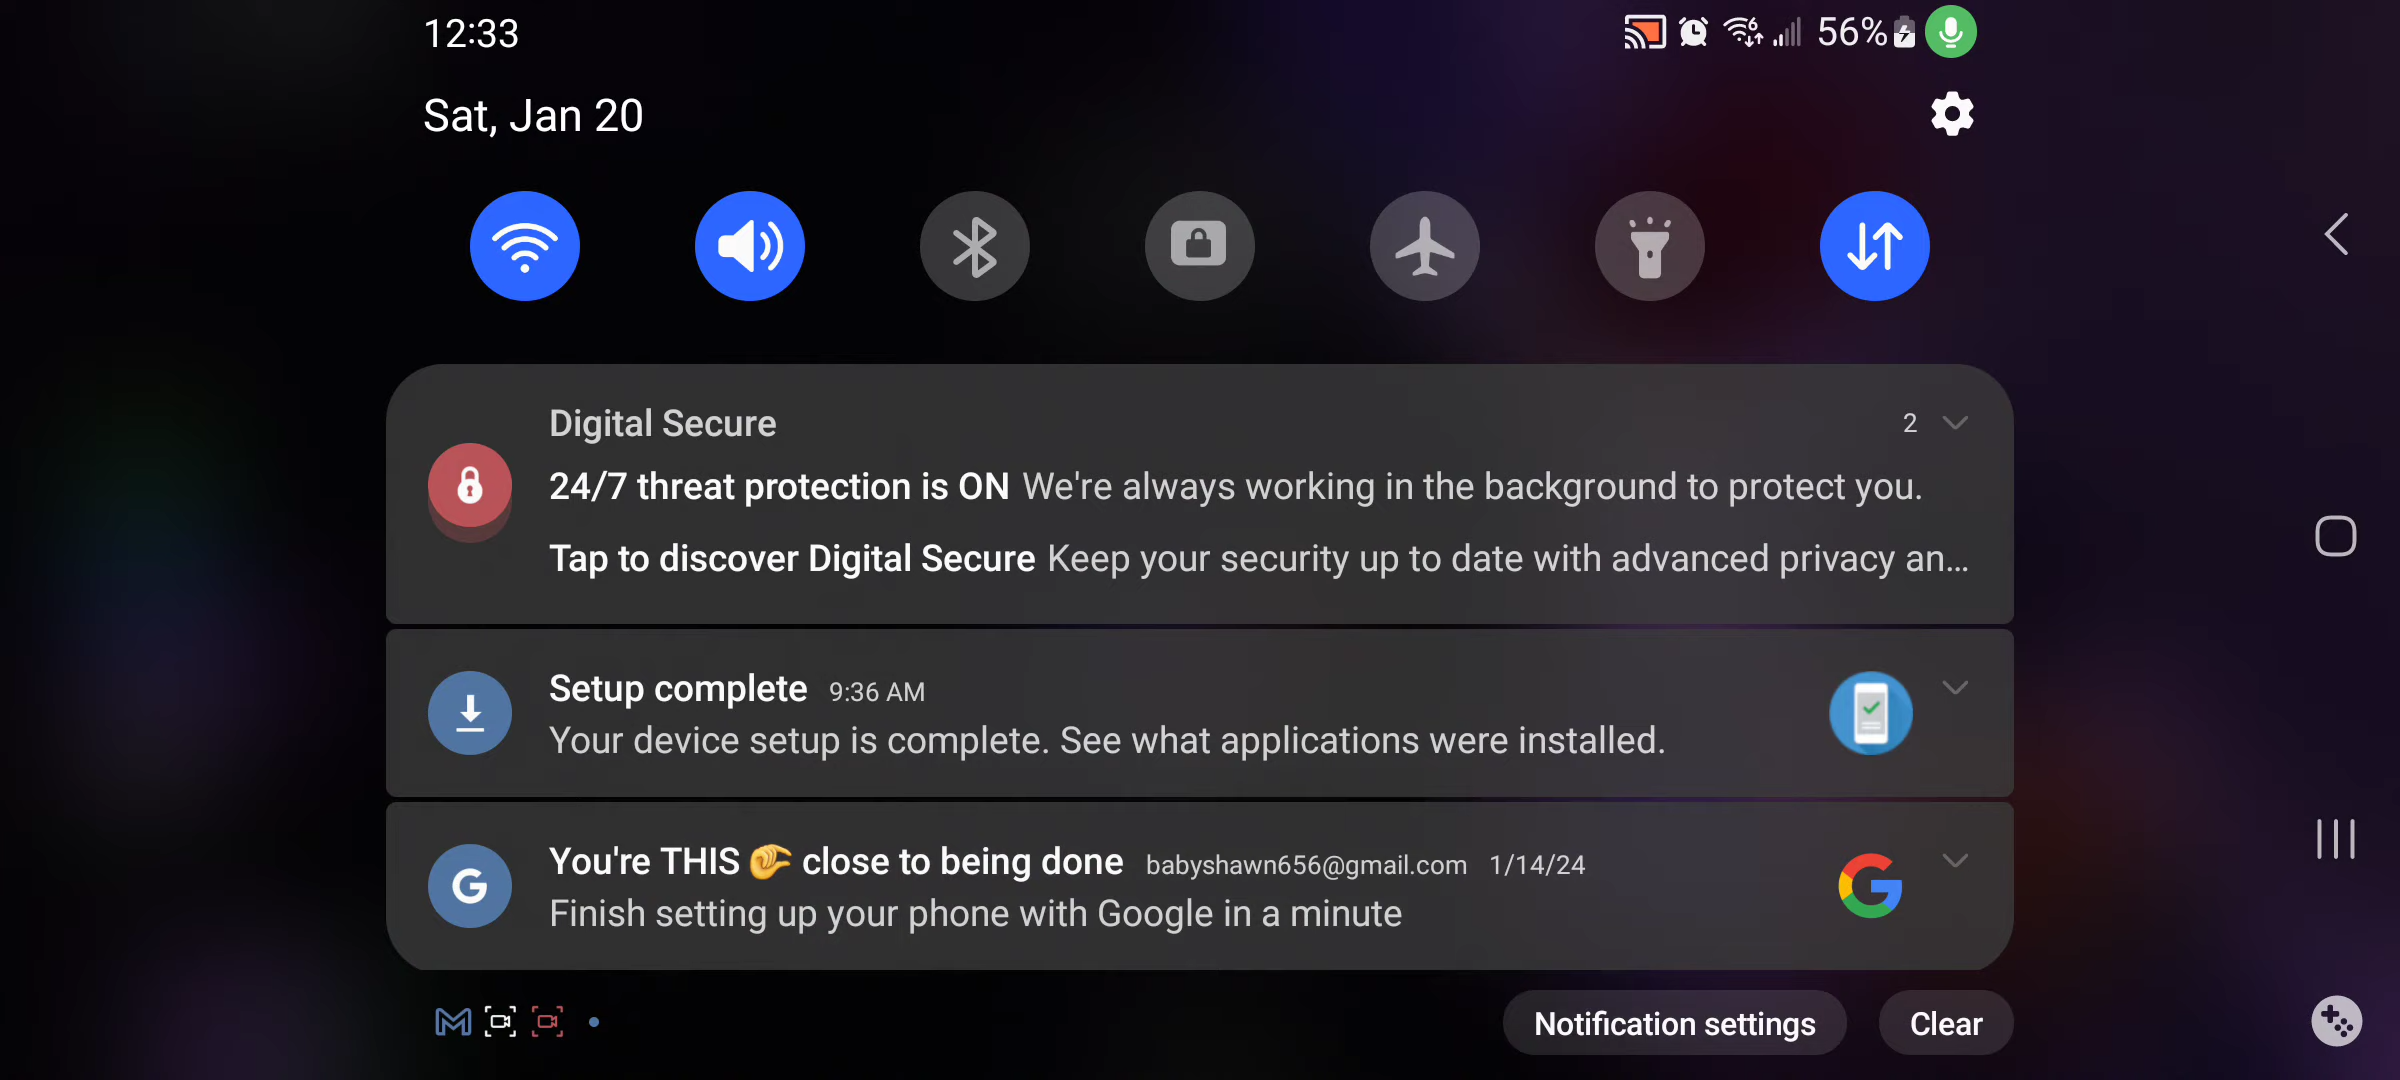 12:33
6
56%
Sat, Jan 20
Digital Secure
2
24/7 threat protection is ON We're always working in the background to protect you.
Tap to discover Digital Secure Keep your security up to date with advanced privacy an...
Setup complete 9:36 AM
Your device setup is complete. See what applications were installed.
G
You're THIS 🤏 close to being done babyshawn656@gmail.com 1/14/24
G
Finish setting up your phone with Google in a minute
Notification settings
Clear